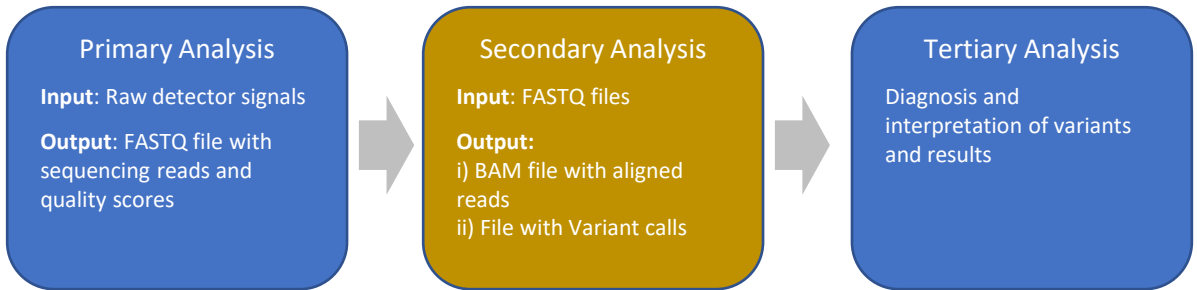 Primary Analysis
Input: Raw detector signals
Output: FASTQ file with
sequencing reads and
quality scores
Secondary Analysis
Input: FASTQ files
Output:
i) BAM file with aligned
reads
ii) File with Variant calls
Tertiary Analysis
Diagnosis and
interpretation of variants
and results